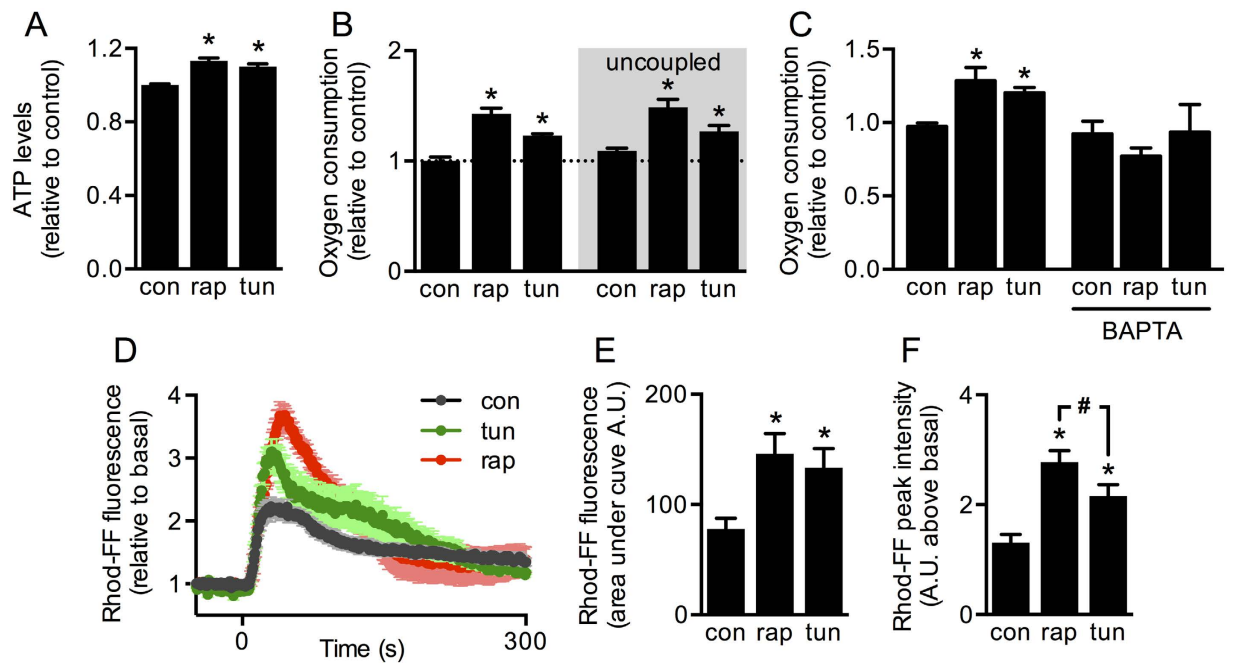 A
ATP levels
(relative to control)
1.2
0.8
0.4
0.0
*
*
con rap tun
B
Oxygen consumption
(relative to control)
2
1
0
*
*
uncoupled
*
*
con rap tun
con rap tun
C
Oxygen consumption
(relative to control)
1.5
1.0
0.5
0.0
*
*
con rap tun
con rap tun
BAPTA
D
Rhod-FF fluorescence
(relative to basal)
4
3
2
1
con
tun
rap
0
300
Time (s)
E
Rhod-FF fluorescence
(area under cuve A.U.)
200
100
0
*
*
con rap tun
F
Rhod-FF peak intensity
(A.U. above basal)
4
2
0
#
*
*
con rap tun